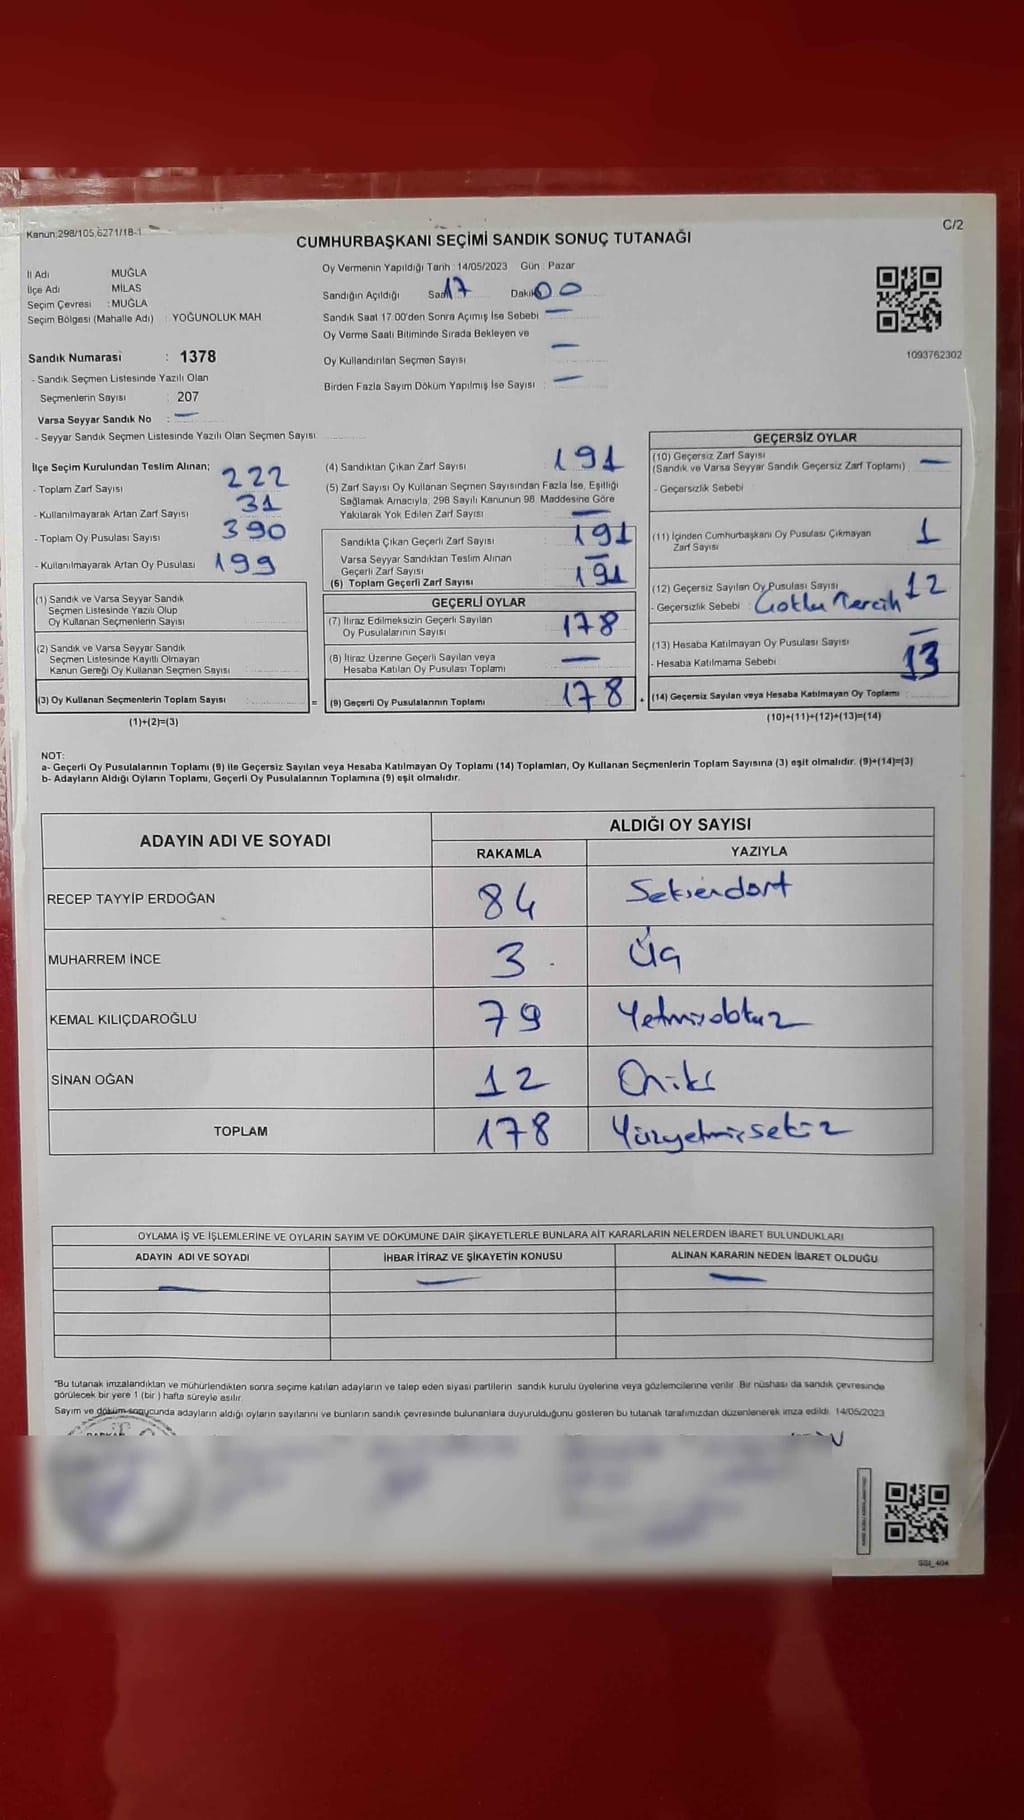 Kanun:298/105,6271/18-1
C/2
CUMHURBAŞKANI SEÇİMİ SANDIK SONUÇ TUTANAĞI
İl Adı MUĞLA
İlçe Adı MİLAS
Seçim Çevresi : MUĞLA
Seçim Bölgesi (Mahalle Adı) : YOĞUNOLUK MAH
Sandık Numarası : 1378
- Sandık Seçmen Listesinde Yazılı Olan
Seçmenlerin Sayısı : 207
Varsa Seyyar Sandık No : —
- Seyyar Sandık Seçmen Listesinde Yazılı Olan Seçmen Sayısı:
Oy Vermenin Yapıldığı Tarih : 14/05/2023 Gün : Pazar
Sandığın Açıldığı Saat 17 Dakika 00
Sandık Saat 17.00'den Sonra Açımış İse Sebebi —
Oy Verme Saati Bitiminde Sırada Bekleyen ve
Oy Kullandırılan Seçmen Sayısı —
Birden Fazla Sayım Döküm Yapılmış İse Sayısı : —
1093762302
İlçe Seçim Kurulundan Teslim Alınan;
- Toplam Zarf Sayısı 222
- Kullanılmayarak Artan Zarf Sayısı 31
- Toplam Oy Pusulası Sayısı 390
- Kullanılmayarak Artan Oy Pusulası 199
(1) Sandık ve Varsa Seyyar Sandık
Seçmen Listesinde Yazılı Olup
Oy Kullanan Seçmenlerin Sayısı
(2) Sandık ve Varsa Seyyar Sandık
Seçmen Listesinde Kayıtlı Olmayan
Kanun Gereği Oy Kullanan Seçmen Sayısı
(3) Oy Kullanan Seçmenlerin Toplam Sayısı =
(1)+(2)=(3)
(4) Sandıktan Çıkan Zarf Sayısı : 191
(5) Zarf Sayısı Oy Kullanan Seçmen Sayısından Fazla İse, Eşitliği
Sağlamak Amacıyla; 298 Sayılı Kanunun 98. Maddesine Göre
Yakılarak Yok Edilen Zarf Sayısı —
Sandıkta Çıkan Geçerli Zarf Sayısı 191
Varsa Seyyar Sandıktan Teslim Alınan
Geçerli Zarf Sayısı —
(6) Toplam Geçerli Zarf Sayısı 191
GEÇERLİ OYLAR
(7) İtiraz Edilmeksizin Geçerli Sayılan
Oy Pusulalarının Sayısı 178
(8) İtiraz Üzerine Geçerli Sayılan veya
Hesaba Katılan Oy Pusulası Toplamı —
(9) Geçerli Oy Pusulalarının Toplamı 178
GEÇERSİZ OYLAR
(10) Geçersiz Zarf Sayısı
(Sandık ve Varsa Seyyar Sandık Geçersiz Zarf Toplamı) —
- Geçersizlik Sebebi :
(11) İçinden Cumhurbaşkanı Oy Pusulası Çıkmayan
Zarf Sayısı 1
(12) Geçersiz Sayılan Oy Pusulası Sayısı 12
- Geçersizlik Sebebi : Çoklu Tercih
(13) Hesaba Katılmayan Oy Pusulası Sayısı —
- Hesaba Katılmama Sebebi : 13
(14) Geçersiz Sayılan veya Hesaba Katılmayan Oy Toplamı
(10)+(11)+(12)+(13)=(14)
NOT:
a- Geçerli Oy Pusulalarının Toplamı (9) ile Geçersiz Sayılan veya Hesaba Katılmayan Oy Toplamı (14) Toplamları, Oy Kullanan Seçmenlerin Toplam Sayısına (3) eşit olmalıdır. (9)+(14)=(3)
b- Adayların Aldığı Oyların Toplamı, Geçerli Oy Pusulalarının Toplamına (9) eşit olmalıdır.
ADAYIN ADI VE SOYADI ALDIĞI OY SAYISI
RAKAMLA YAZIYLA
RECEP TAYYİP ERDOĞAN 84 Seksendört
MUHARREM İNCE 3 Üç
KEMAL KILIÇDAROĞLU 79 Yetmişdokuz
SİNAN OĞAN 12 Oniki
TOPLAM 178 Yüzyetmişsekiz
OYLAMA İŞ VE İŞLEMLERİNE VE OYLARIN SAYIM VE DÖKÜMÜNE DAİR ŞİKAYETLERLE BUNLARA AİT KARARLARIN NELERDEN İBARET BULUNDUKLARI
ADAYIN ADI VE SOYADI İHBAR İTİRAZ VE ŞİKAYETİN KONUSU ALINAN KARARIN NEDEN İBARET OLDUĞU
— — —
*Bu tutanak imzalandıktan ve mühürlendikten sonra seçime katılan adayların ve talep eden siyasi partilerin sandık kurulu üyelerine veya gözlemcilerine verilir. Bir nüshası da sandık çevresinde
görülecek bir yere 1 (bir ) hafta süreyle asılır.
Sayım ve döküm sonucunda adayların aldığı oyların sayılarını ve bunların sandık çevresinde bulunanlara duyurulduğunu gösteren bu tutanak tarafımızdan düzenlenerek imza edildi. 14/05/2023
SSI_404